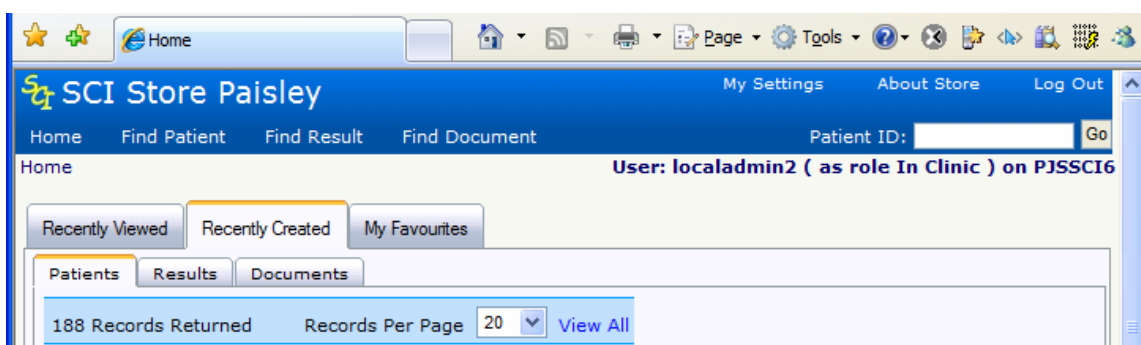 Home Page Tools
SCI Store Paisley My Settings About Store Log Out
Home Find Patient Find Result Find Document Patient ID: Go
Home User: localadmin2 ( as role In Clinic ) on PJSSCI6
Recently Viewed Recently Created My Favourites
Patients Results Documents
188 Records Returned Records Per Page 20 View All